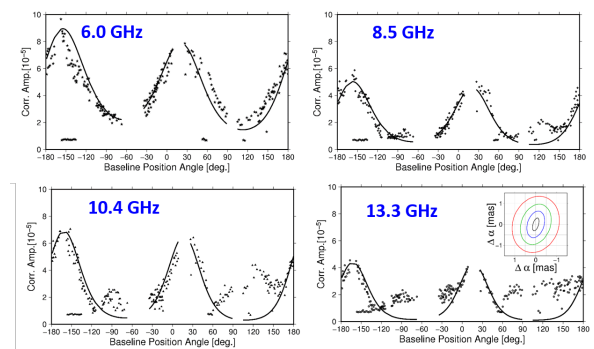 6.0 GHz
Corr. Amp.[10⁻⁵]
10
8
6
4
2
0
−180 −150 −120 −90 −60 −30 0 30 60 90 120 150 180
Baseline Position Angle [deg.]
8.5 GHz
Corr. Amp.[10⁻⁵]
10
8
6
4
2
0
−180 −150 −120 −90 −60 −30 0 30 60 90 120 150 180
Baseline Position Angle [deg.]
10.4 GHz
Corr. Amp.[10⁻⁵]
10
8
6
4
2
0
−180 −150 −120 −90 −60 −30 0 30 60 90 120 150 180
Baseline Position Angle [deg.]
13.3 GHz
Corr. Amp.[10⁻⁵]
10
8
6
4
2
0
−180 −150 −120 −90 −60 −30 0 30 60 90 120 150 180
Baseline Position Angle [deg.]
Δ α [mas]
1
0
−1
1 0 −1
Δ α [mas]